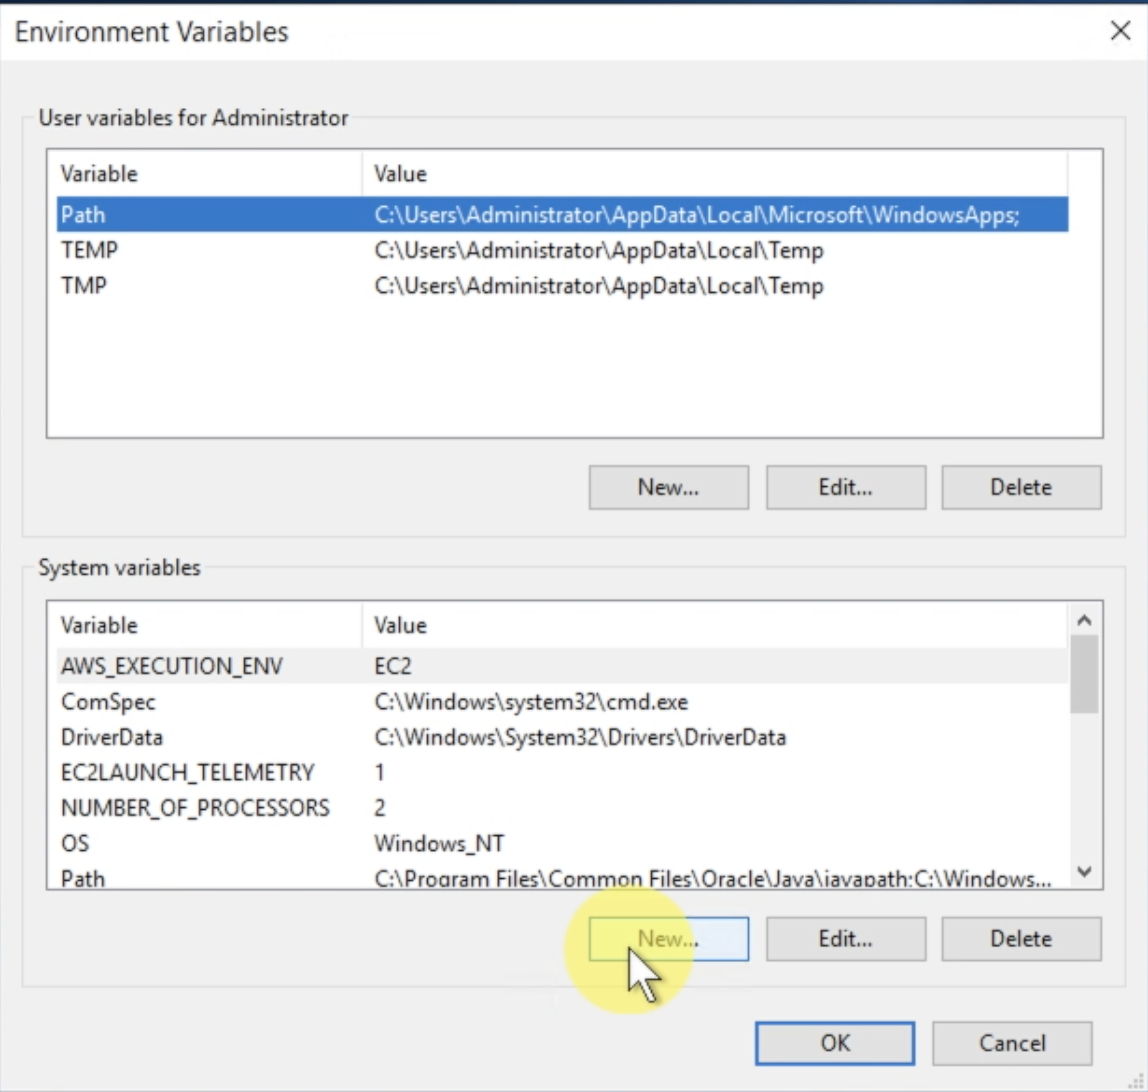 Environment Variables
User variables for Administrator
Variable Value
Path C:\Users\Administrator\AppData\Local\Microsoft\WindowsApps;
TEMP C:\Users\Administrator\AppData\Local\Temp
TMP C:\Users\Administrator\AppData\Local\Temp
New... Edit... Delete
System variables
Variable Value
AWS_EXECUTION_ENV EC2
ComSpec C:\Windows\system32\cmd.exe
DriverData C:\Windows\System32\Drivers\DriverData
EC2LAUNCH_TELEMETRY 1
NUMBER_OF_PROCESSORS 2
OS Windows_NT
Path C:\Program Files\Common Files\Oracle\Java\javapath;C:\Windows...
New... Edit... Delete
OK Cancel